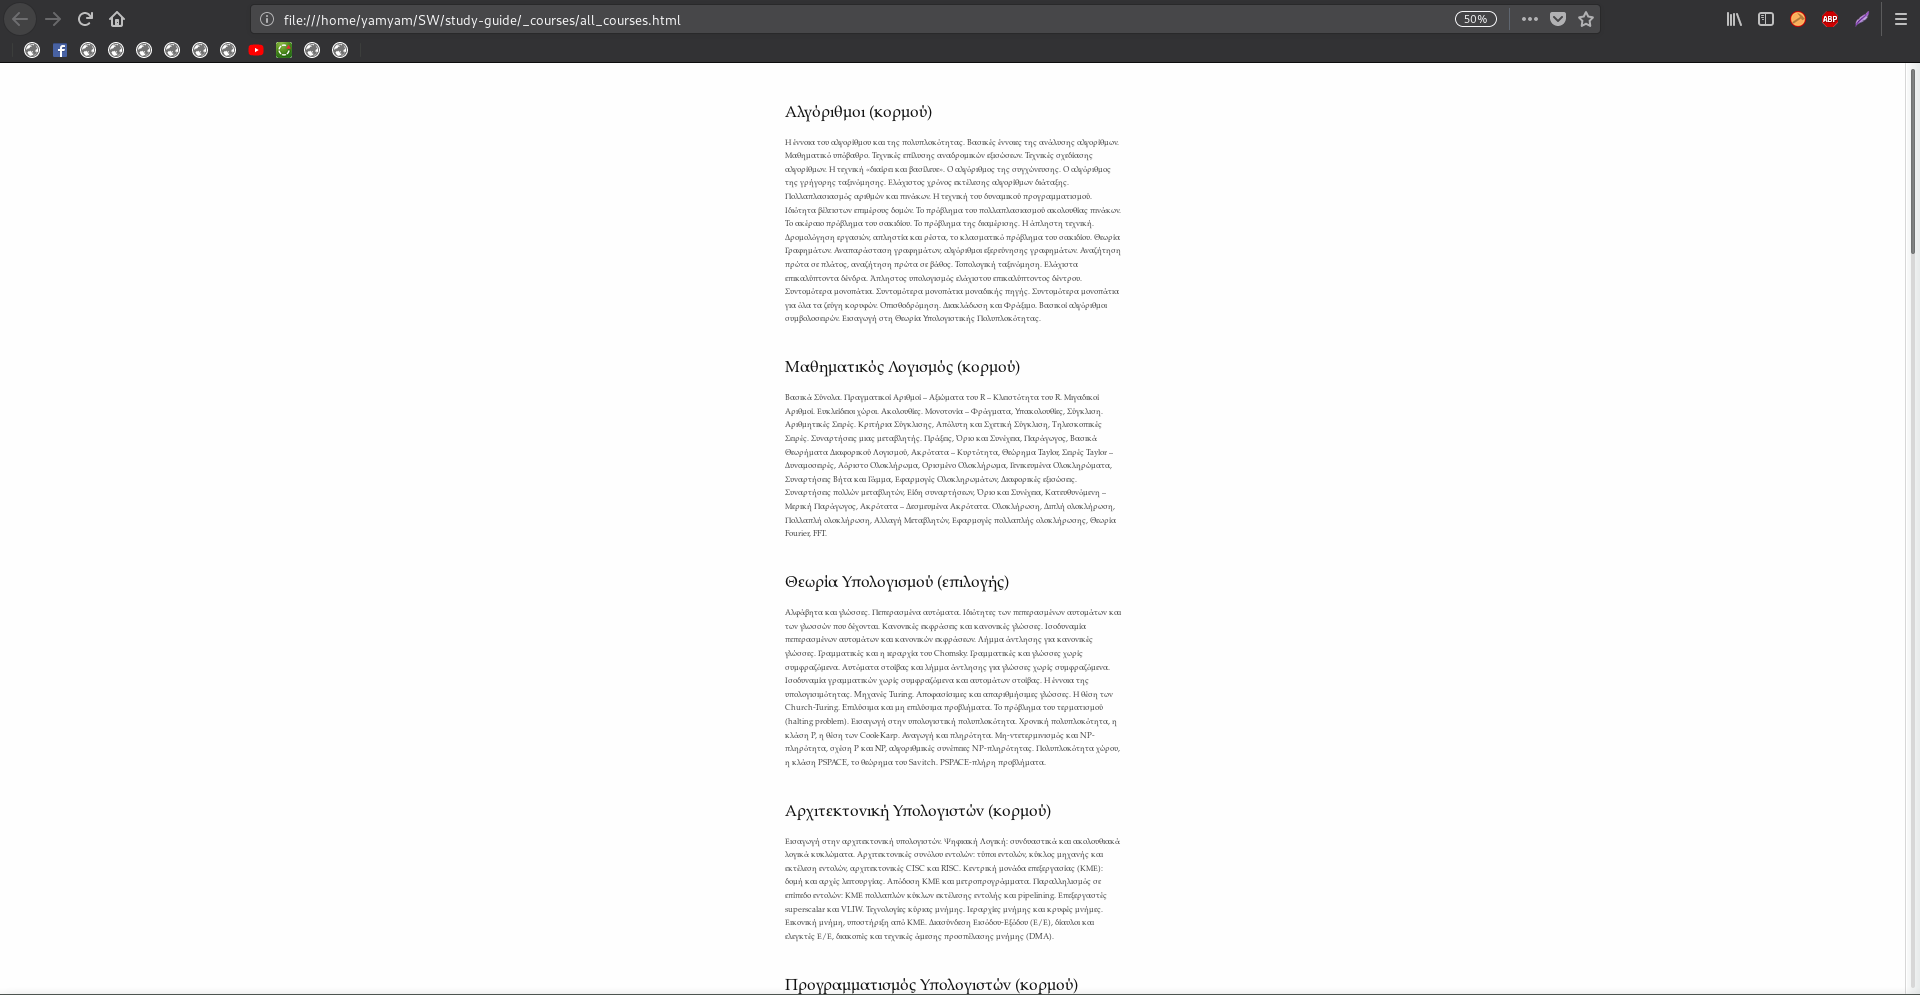 file:///home/yamyam/SW/study-guide/_courses/all_courses.html
50%
ABP
Αλγόριθμοι (κορμού)
Η έννοια του αλγορίθμου και της πολυπλοκότητας. Βασικές έννοιες της ανάλυσης αλγορίθμων.
Μαθηματικό υπόβαθρο. Τεχνικές επίλυσης αναδρομικών εξισώσεων. Τεχνικές σχεδίασης
αλγορίθμων. Η τεχνική «διαίρει και βασίλευε». Ο αλγόριθμος της συγχώνευσης. Ο αλγόριθμος
της γρήγορης ταξινόμησης. Ελάχιστος χρόνος εκτέλεσης αλγορίθμων διάταξης.
Πολλαπλασιασμός αριθμών και πινάκων. Η τεχνική του δυναμικού προγραμματισμού.
Ιδιότητα βέλτιστων επιμέρους δομών. Το πρόβλημα του πολλαπλασιασμού ακολουθίας πινάκων.
Το ακέραιο πρόβλημα του σακιδίου. Το πρόβλημα της διαμέρισης. Η άπληστη τεχνική.
Δρομολόγηση εργασιών, απληστία και ρέστα, το κλασματικό πρόβλημα του σακιδίου. Θεωρία
Γραφημάτων. Αναπαράσταση γραφημάτων, αλγόριθμοι εξερεύνησης γραφημάτων. Αναζήτηση
πρώτα σε πλάτος, αναζήτηση πρώτα σε βάθος. Τοπολογική ταξινόμηση. Ελάχιστα
επικαλύπτοντα δένδρα. Άπληστος υπολογισμός ελάχιστου επικαλύπτοντος δέντρου.
Συντομότερα μονοπάτια. Συντομότερα μονοπάτια μοναδικής πηγής. Συντομότερα μονοπάτια
για όλα τα ζεύγη κορυφών. Οπισθοδρόμηση. Διακλάδωση και Φράξιμο. Βασικοί αλγόριθμοι
συμβολοσειρών. Εισαγωγή στη Θεωρία Υπολογιστικής Πολυπλοκότητας.
Μαθηματικός Λογισμός (κορμού)
Βασικά Σύνολα. Πραγματικοί Αριθμοί – Αξιώματα του R – Κλειστότητα του R. Μιγαδικοί
Αριθμοί. Ευκλείδειοι χώροι. Ακολουθίες. Μονοτονία – Φράγματα, Υπακολουθίες, Σύγκλιση.
Αριθμητικές Σειρές. Κριτήρια Σύγκλισης, Απόλυτη και Σχετική Σύγκλιση, Τηλεσκοπικές
Σειρές. Συναρτήσεις μιας μεταβλητής. Πράξεις, Όριο και Συνέχεια, Παράγωγος, Βασικά
Θεωρήματα Διαφορικού Λογισμού, Ακρότατα – Κυρτότητα, Θεώρημα Taylor, Σειρές Taylor –
Δυναμοσειρές, Αόριστο Ολοκλήρωμα, Ορισμένο Ολοκλήρωμα, Γενικευμένα Ολοκληρώματα,
Συναρτήσεις Βήτα και Γάμμα, Εφαρμογές Ολοκληρωμάτων, Διαφορικές εξισώσεις.
Συναρτήσεις πολλών μεταβλητών, Είδη συναρτήσεων, Όριο και Συνέχεια, Κατευθυνόμενη –
Μερική Παράγωγος, Ακρότατα – Δεσμευμένα Ακρότατα. Ολοκλήρωση, Διπλή ολοκλήρωση,
Πολλαπλή ολοκλήρωση, Αλλαγή Μεταβλητών, Εφαρμογές πολλαπλής ολοκλήρωσης, Θεωρία
Fourier, FFT.
Θεωρία Υπολογισμού (επιλογής)
Αλφάβητα και γλώσσες. Πεπερασμένα αυτόματα. Ιδιότητες των πεπερασμένων αυτομάτων και
των γλωσσών που δέχονται. Κανονικές εκφράσεις και κανονικές γλώσσες. Ισοδυναμία
πεπερασμένων αυτομάτων και κανονικών εκφράσεων. Λήμμα άντλησης για κανονικές
γλώσσες. Γραμματικές και η ιεραρχία του Chomsky. Γραμματικές και γλώσσες χωρίς
συμφραζόμενα. Αυτόματα στοίβας και λήμμα άντλησης για γλώσσες χωρίς συμφραζόμενα.
Ισοδυναμία γραμματικών χωρίς συμφραζόμενα και αυτομάτων στοίβας. Η έννοια της
υπολογισιμότητας. Μηχανές Turing. Αποφασίσιμες και απαριθμήσιμες γλώσσες. Η θέση των
Church-Turing. Επιλύσιμα και μη επιλύσιμα προβλήματα. Το πρόβλημα του τερματισμού
(halting problem). Εισαγωγή στην υπολογιστική πολυπλοκότητα. Χρονική πολυπλοκότητα, η
κλάση P, η θέση των Cook-Karp. Αναγωγή και πληρότητα. Μη-ντετερμινισμός και NP-
πληρότητα, σχέση P και NP, αλγοριθμικές συνέπειες NP-πληρότητας. Πολυπλοκότητα χώρου,
η κλάση PSPACE, το θεώρημα του Savitch. PSPACE-πλήρη προβλήματα.
Αρχιτεκτονική Υπολογιστών (κορμού)
Εισαγωγή στην αρχιτεκτονική υπολογιστών. Ψηφιακή Λογική: συνδυαστικά και ακολουθιακά
λογικά κυκλώματα. Αρχιτεκτονικές συνόλου εντολών: τύποι εντολών, κύκλος μηχανής και
εκτέλεση εντολών, αρχιτεκτονικές CISC και RISC. Κεντρική μονάδα επεξεργασίας (ΚΜΕ):
δομή και αρχές λειτουργίας. Απόδοση ΚΜΕ και μετροπρογράμματα. Παραλληλισμός σε
επίπεδο εντολών: ΚΜΕ πολλαπλών κύκλων εκτέλεσης εντολής και pipelining. Επεξεργαστές
superscalar και VLIW. Τεχνολογίες κύριας μνήμης. Ιεραρχίες μνήμης και κρυφές μνήμες.
Εικονική μνήμη, υποστήριξη από ΚΜΕ. Διασύνδεση Εισόδου-Εξόδου (Ε/Ε), δίαυλοι και
ελεγκτές Ε/Ε, διακοπές και τεχνικές άμεσης προσπέλασης μνήμης (DMA).
Προγραμματισμός Υπολογιστών (κορμού)